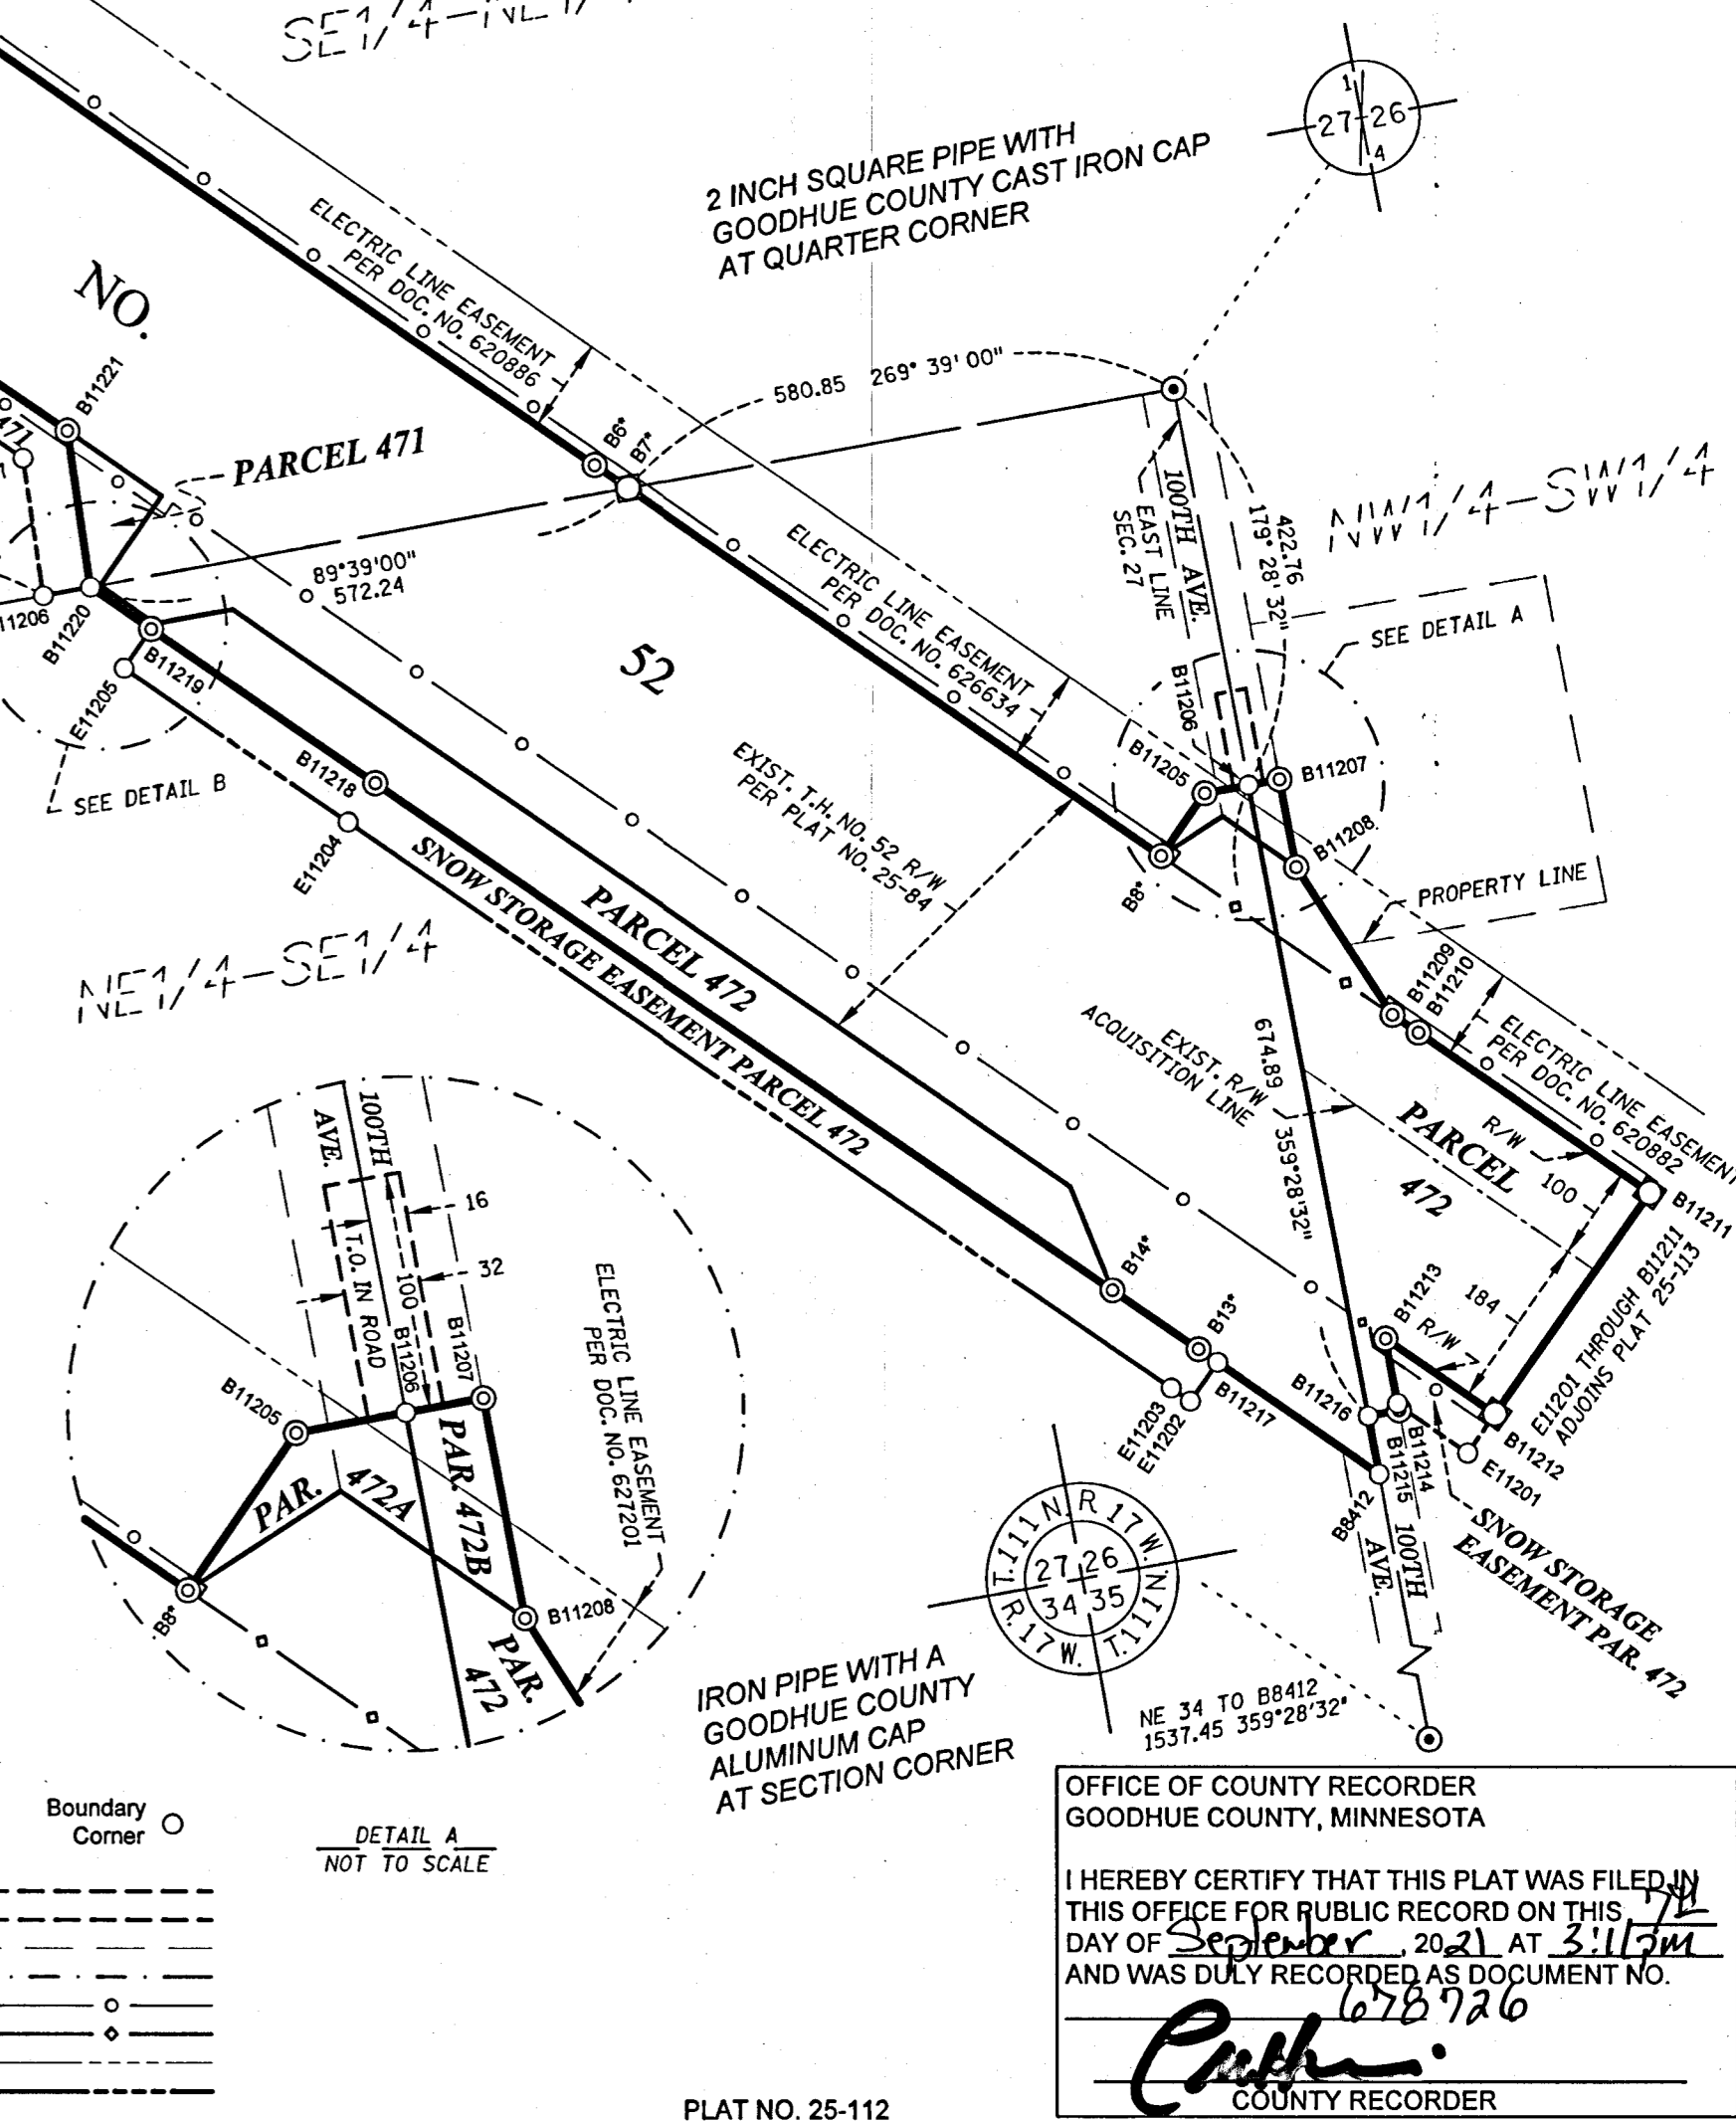 SE1/4-NE1/4
1
27 26
4
2 INCH SQUARE PIPE WITH
GOODHUE COUNTY CAST IRON CAP
AT QUARTER CORNER
ELECTRIC LINE EASEMENT
PER DOC. NO. 620886
NO.
B11221
471
PARCEL 471
B6*
B7*
580.85 269° 39' 00"
100TH AVE.
EAST LINE
SEC. 27
422.76
179° 28' 32"
NW1/4-SW1/4
89°39'00"
572.24
11206
B11220
B11219
E11205
SEE DETAIL B
52
ELECTRIC LINE EASEMENT
PER DOC. NO. 626634
SEE DETAIL A
B11206
B11205
B11207
B11208
B8*
PROPERTY LINE
B11218
E11204
EXIST. T.H. NO. 52 R/W
PER PLAT NO. 25-84
PARCEL 472
SNOW STORAGE EASEMENT PARCEL 472
NE1/4-SE1/4
B11209
B11210
ELECTRIC LINE EASEMENT
PER DOC. NO. 620882
EXIST. R/W
ACQUISITION LINE
674.89 359°28'32"
PARCEL
472
R/W
100
B11211
184
E11201 THROUGH B11211
ADJOINS PLAT 25-113
B14*
B13*
B11213
R/W
B11216
B11217
E11203
E11202
B11212
E11201
B11214
B11215
B8412
100TH
AVE.
SNOW STORAGE
EASEMENT PAR. 472
100TH
AVE.
16
T.O. IN ROAD
100
32
B11206
B11207
B11205
ELECTRIC LINE EASEMENT
PER DOC. NO. 627201
PAR. 472A
PAR. 472B
B8*
B11208
PAR.
472
T.111 N. R 17 W.
27 26
34 35
R. 17 W. T.111 N.
IRON PIPE WITH A
GOODHUE COUNTY
ALUMINUM CAP
AT SECTION CORNER
NE 34 TO B8412
1537.45 359°28'32"
Boundary
Corner
DETAIL A
NOT TO SCALE
OFFICE OF COUNTY RECORDER
GOODHUE COUNTY, MINNESOTA
I HEREBY CERTIFY THAT THIS PLAT WAS FILED IN
THIS OFFICE FOR PUBLIC RECORD ON THIS 7th
DAY OF September, 2021 AT 3:11pm
AND WAS DULY RECORDED AS DOCUMENT NO.
678726
COUNTY RECORDER
PLAT NO. 25-112